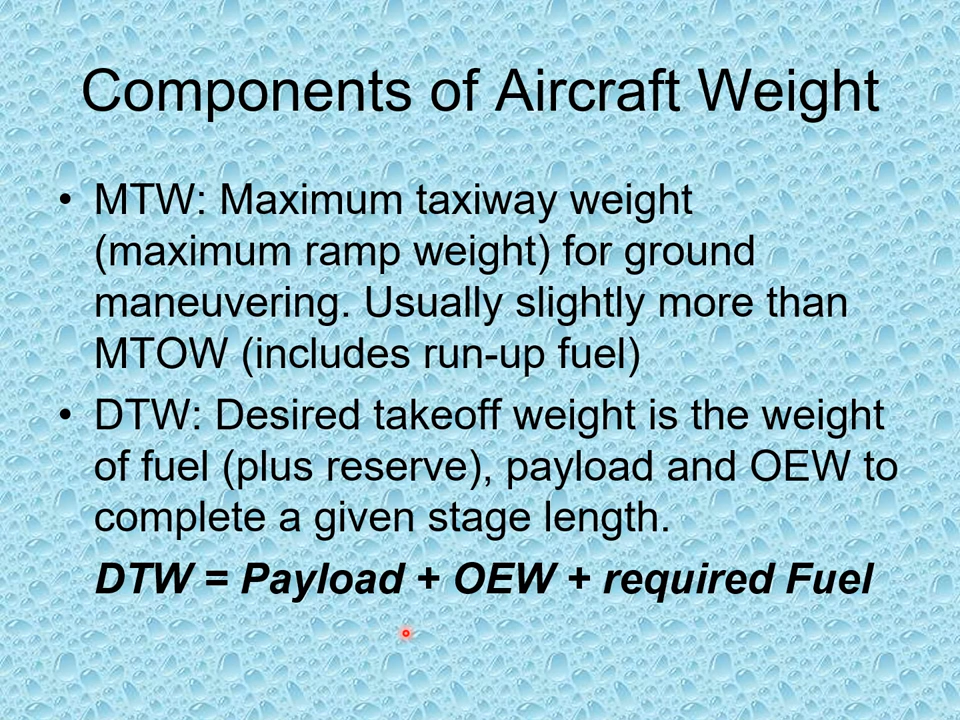 Components of Aircraft Weight
• MTW: Maximum taxiway weight
(maximum ramp weight) for ground
maneuvering. Usually slightly more than
MTOW (includes run-up fuel)
• DTW: Desired takeoff weight is the weight
of fuel (plus reserve), payload and OEW to
complete a given stage length.
DTW = Payload + OEW + required Fuel